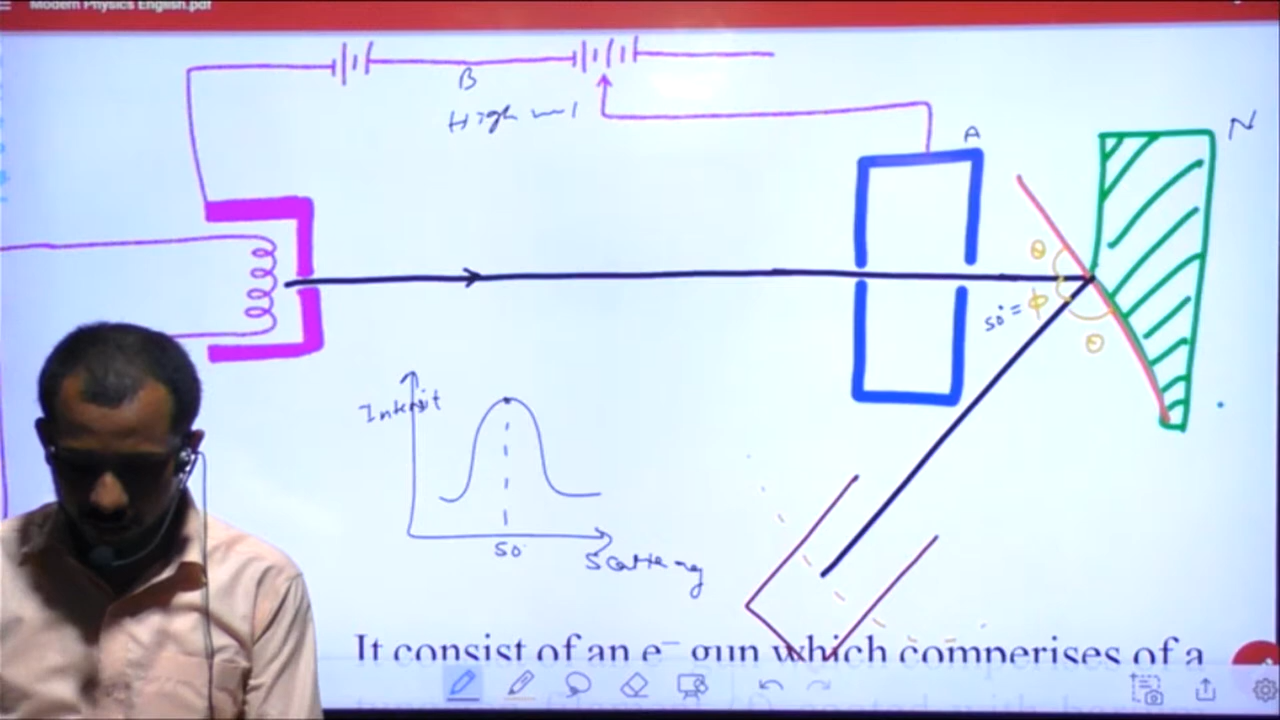 Modern Physics English.pdf
B
High
A
N
θ
50° = ϕ
θ
Intensit
50
Scattering
It consist of an e⁻ gun which comperises of a